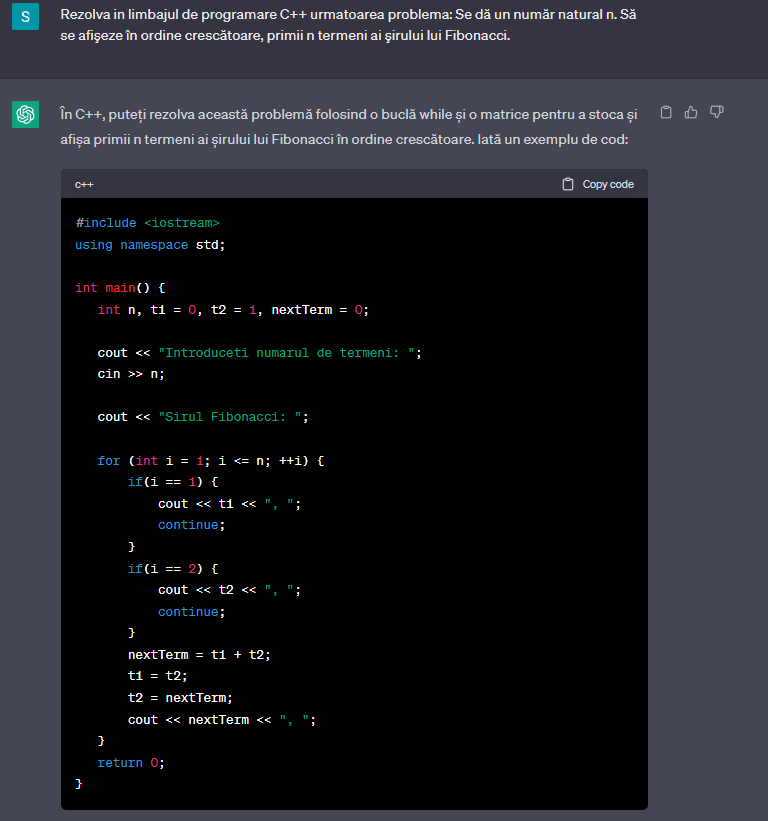 S
Rezolva in limbajul de programare C++ urmatoarea problema: Se dă un număr natural n. Să
se afişeze în ordine crescătoare, primii n termeni ai şirului lui Fibonacci.
În C++, puteți rezolva această problemă folosind o buclă while și o matrice pentru a stoca și
afișa primii n termeni ai șirului lui Fibonacci în ordine crescătoare. Iată un exemplu de cod:
c++ Copy code
#include <iostream>
using namespace std;
int main() {
int n, t1 = 0, t2 = 1, nextTerm = 0;
cout << "Introduceti numarul de termeni: ";
cin >> n;
cout << "Sirul Fibonacci: ";
for (int i = 1; i <= n; ++i) {
if(i == 1) {
cout << t1 << ", ";
continue;
}
if(i == 2) {
cout << t2 << ", ";
continue;
}
nextTerm = t1 + t2;
t1 = t2;
t2 = nextTerm;
cout << nextTerm << ", ";
}
return 0;
}